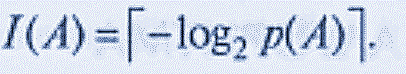 I(A) = ⌈−log₂ p(A)⌉.